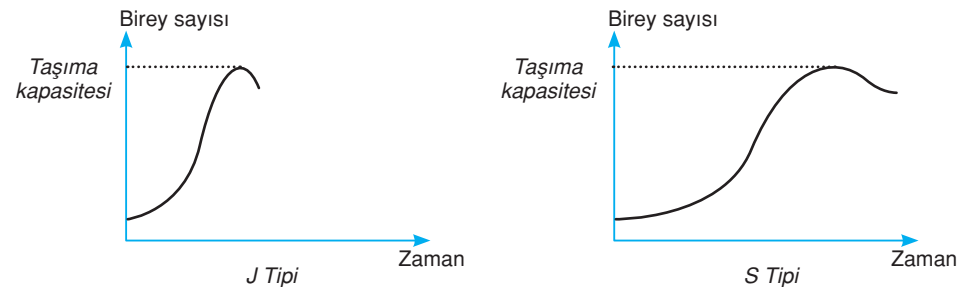 Birey sayısı
Taşıma
kapasitesi
Zaman
J Tipi
Birey sayısı
Taşıma
kapasitesi
Zaman
S Tipi